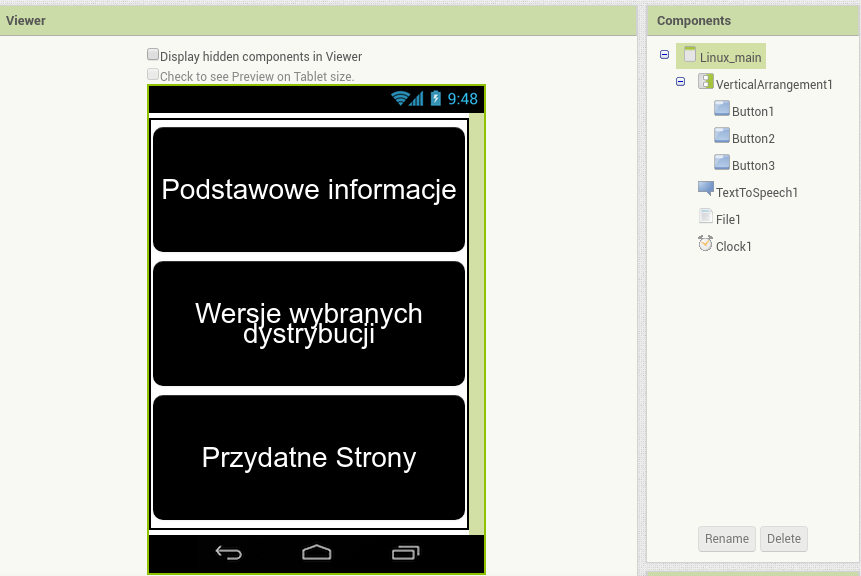 Viewer
Display hidden components in Viewer
Check to see Preview on Tablet size.
9:48
Podstawowe informacje
Wersje wybranych
dystrybucji
Przydatne Strony
Components
Linux_main
VerticalArrangement1
Button1
Button2
Button3
TextToSpeech1
File1
Clock1
Rename Delete